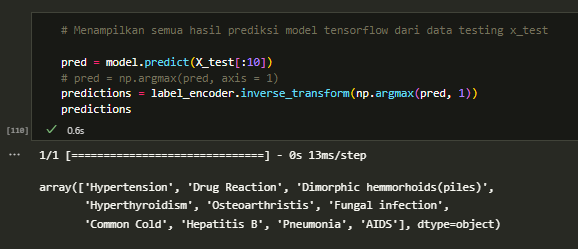 # Menampilkan semua hasil prediksi model tensorflow dari data testing x_test
pred = model.predict(X_test[:10])
# pred = np.argmax(pred, axis = 1)
predictions = label_encoder.inverse_transform(np.argmax(pred, 1))
predictions
[110] ✓ 0.6s
... 1/1 [==============================] - 0s 13ms/step
array(['Hypertension', 'Drug Reaction', 'Dimorphic hemmorhoids(piles)',
'Hyperthyroidism', 'Osteoarthristis', 'Fungal infection',
'Common Cold', 'Hepatitis B', 'Pneumonia', 'AIDS'], dtype=object)